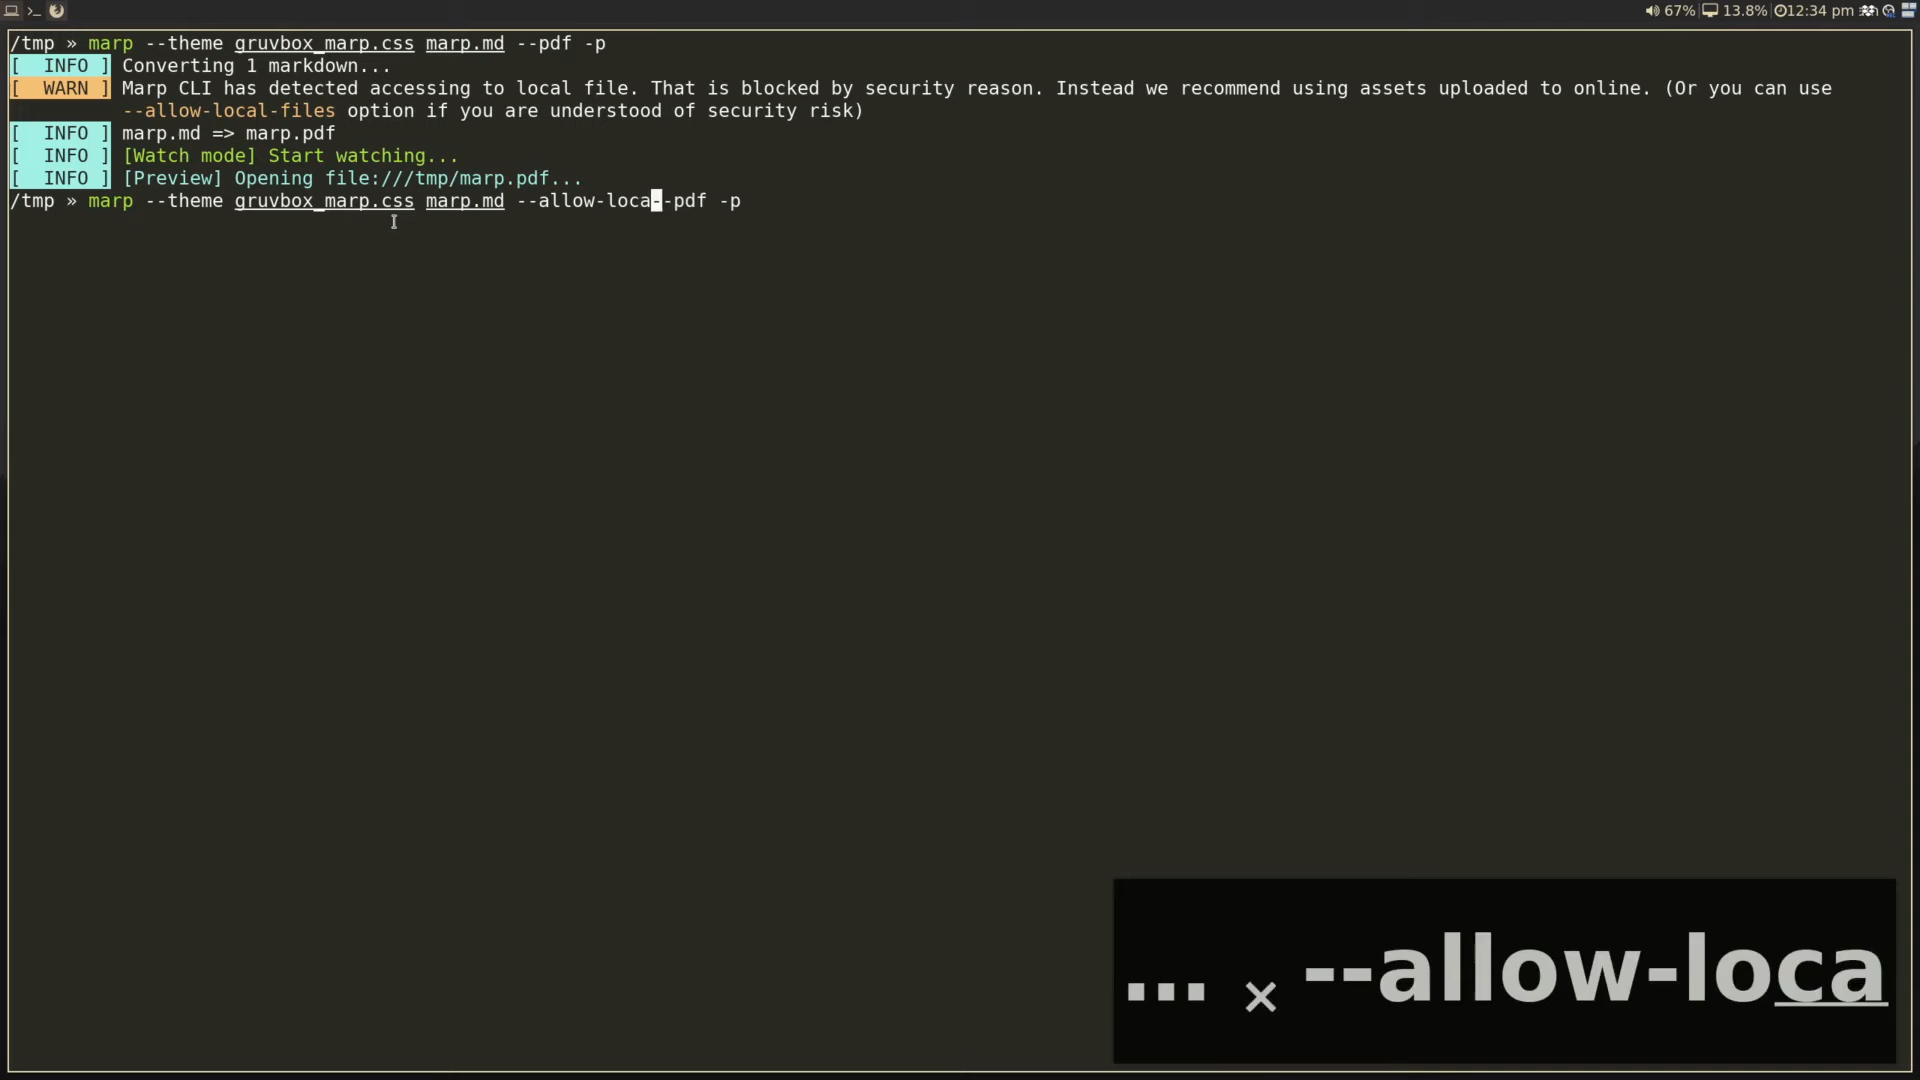 67% 13.8% 12:34 pm
/tmp » marp --theme gruvbox_marp.css marp.md --pdf -p
[  INFO ] Converting 1 markdown...
[  WARN ] Marp CLI has detected accessing to local file. That is blocked by security reason. Instead we recommend using assets uploaded to online. (Or you can use
--allow-local-files option if you are understood of security risk)
[  INFO ] marp.md => marp.pdf
[  INFO ] [Watch mode] Start watching...
[  INFO ] [Preview] Opening file:///tmp/marp.pdf...
/tmp » marp --theme gruvbox_marp.css marp.md --allow-loca--pdf -p
... × --allow-loca